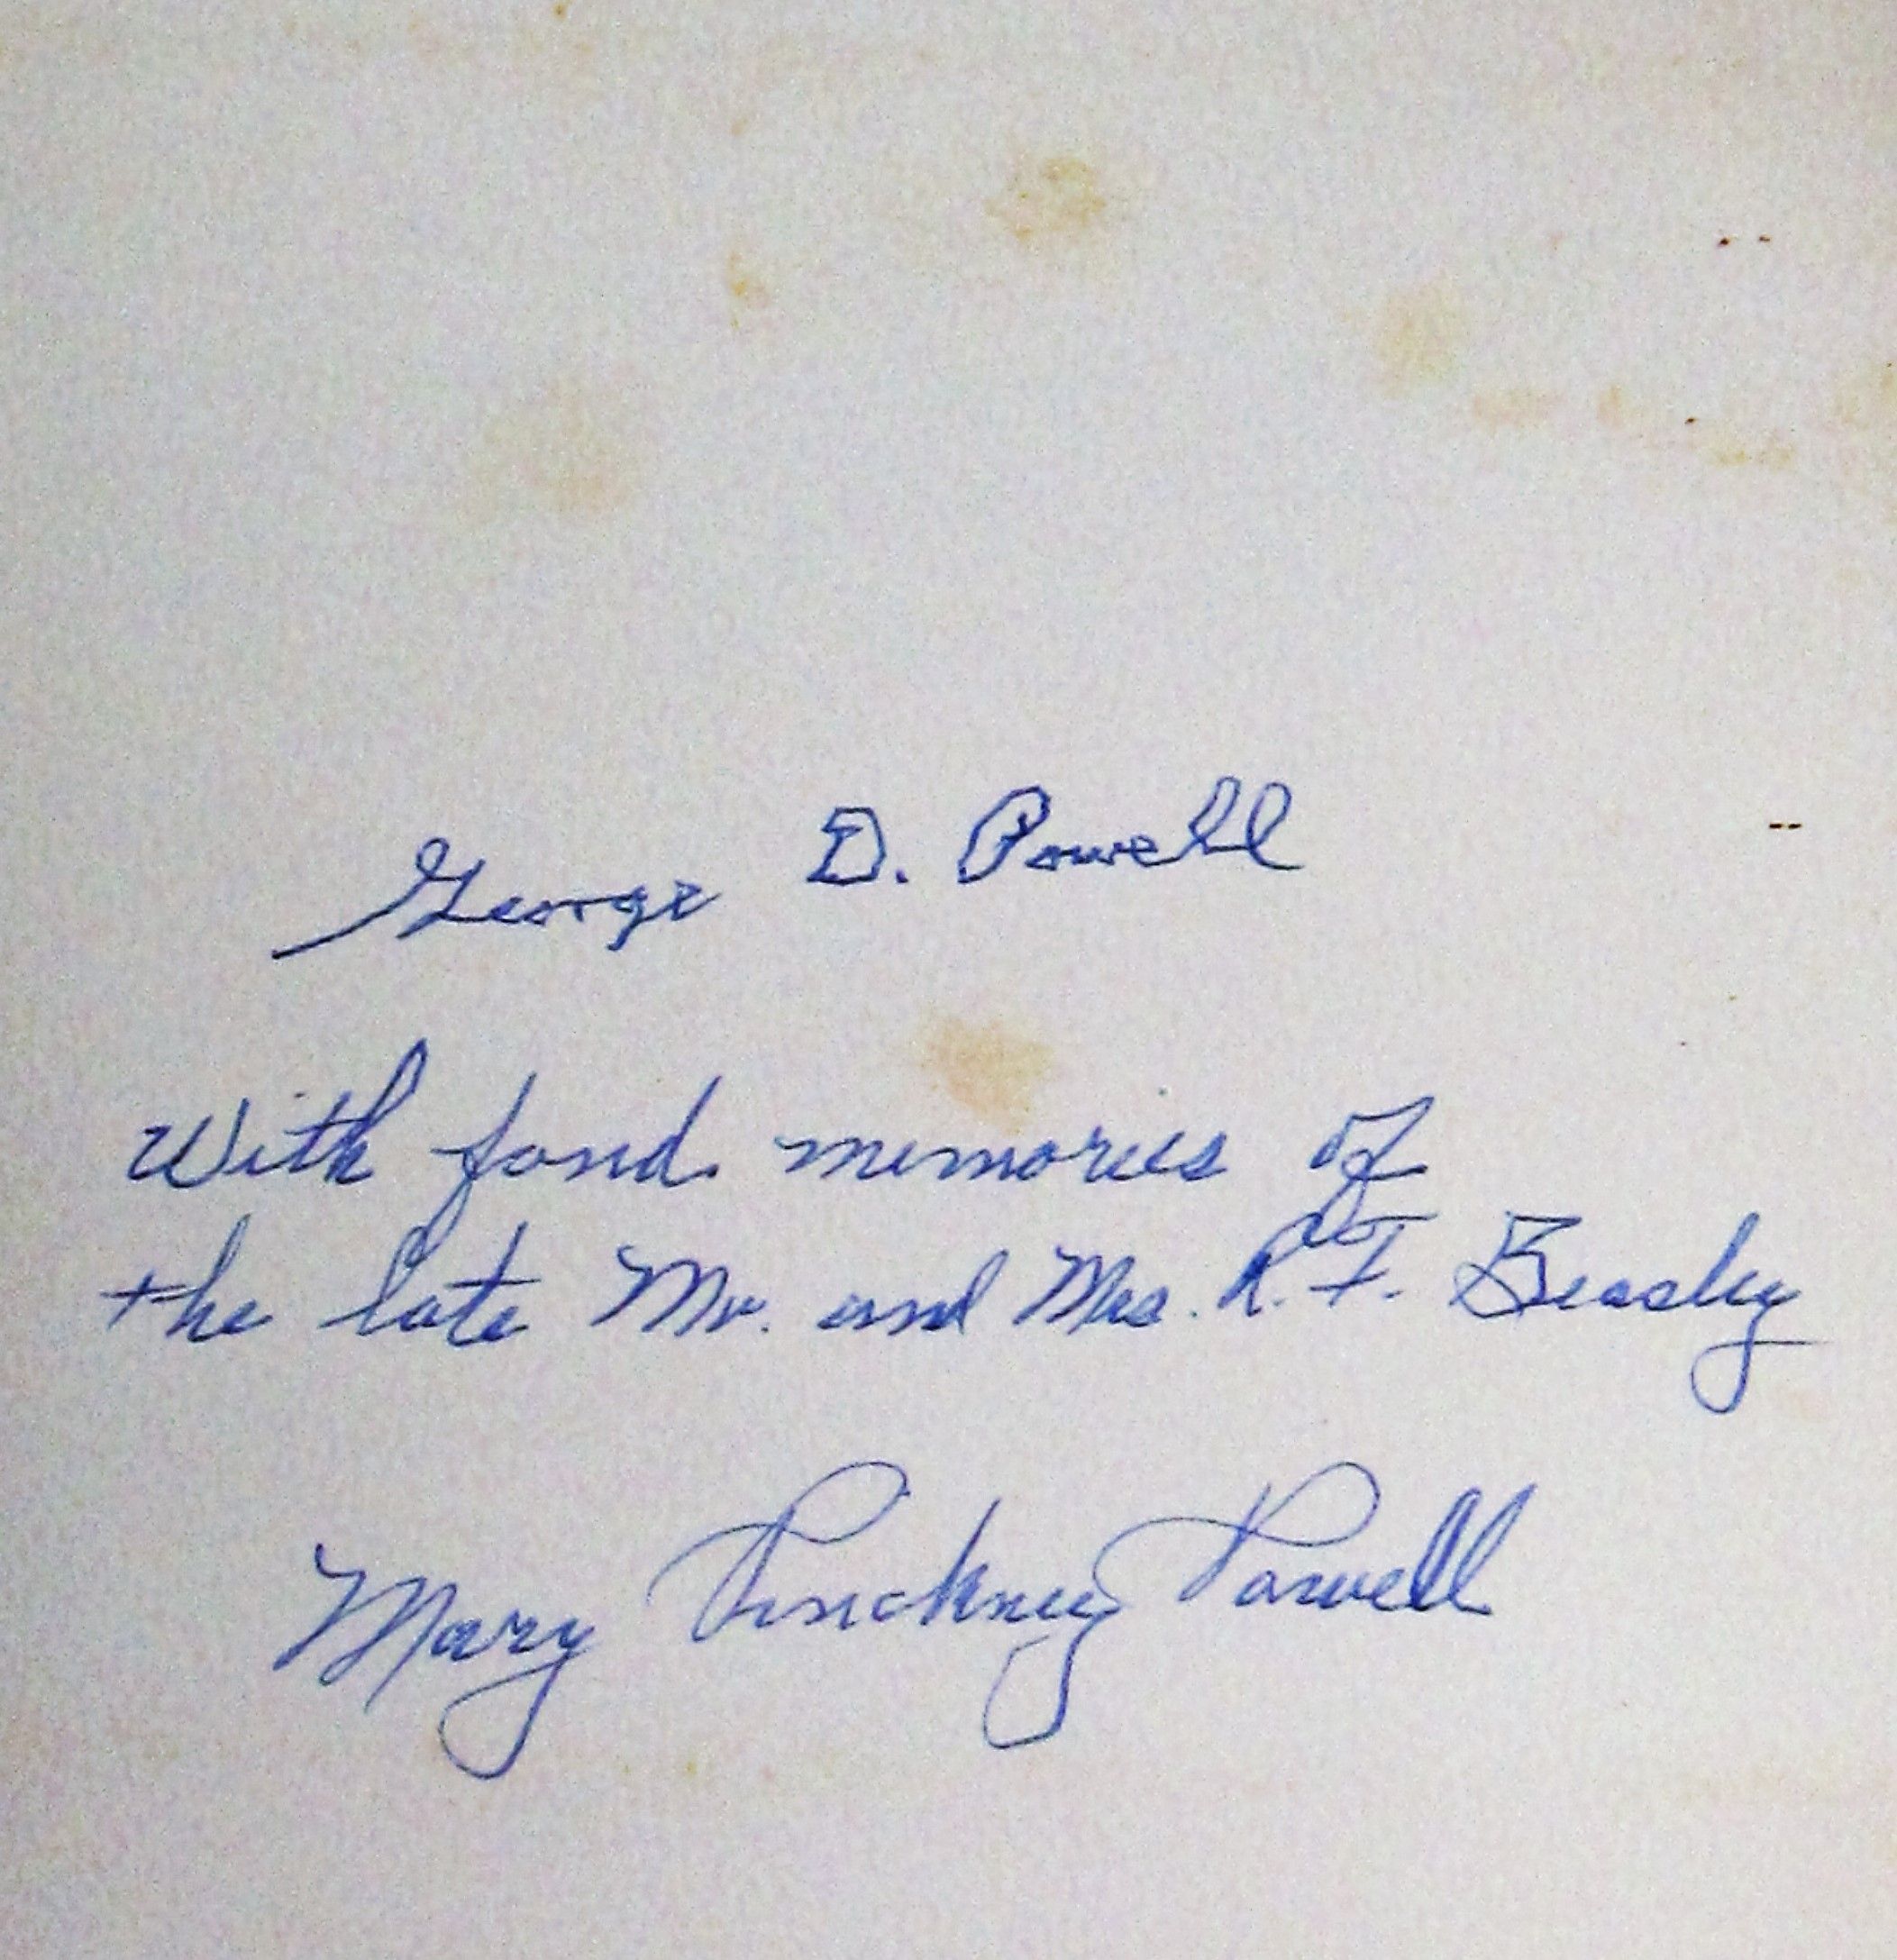 George D. Powell
With fond memories of
the late Mr. and Mrs. R. F. Beasley
Mary Pinckney Powell